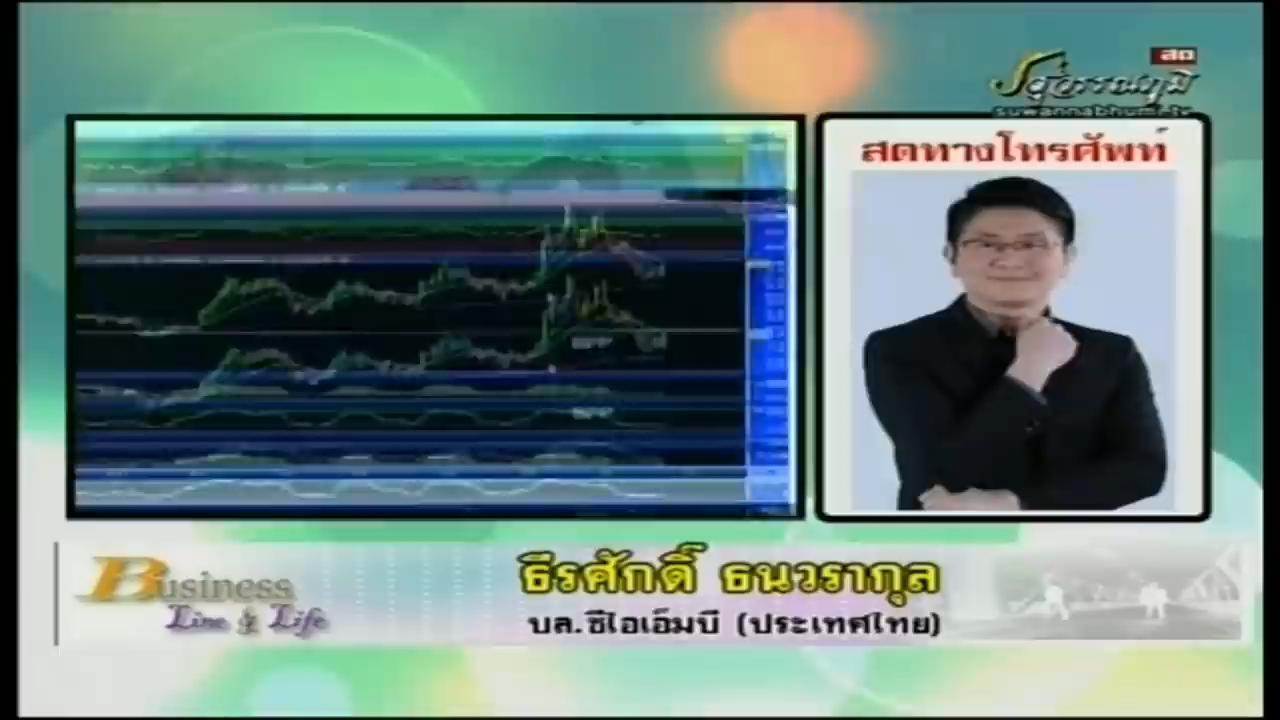 สด
สุวรรณภูมิ
suwannabhumi.tv
สดทางโทรศัพท์
Business
Line & Life
ธีรศักดิ์ ธนวรากุล
บล.ซีไอเอ็มบี (ประเทศไทย)